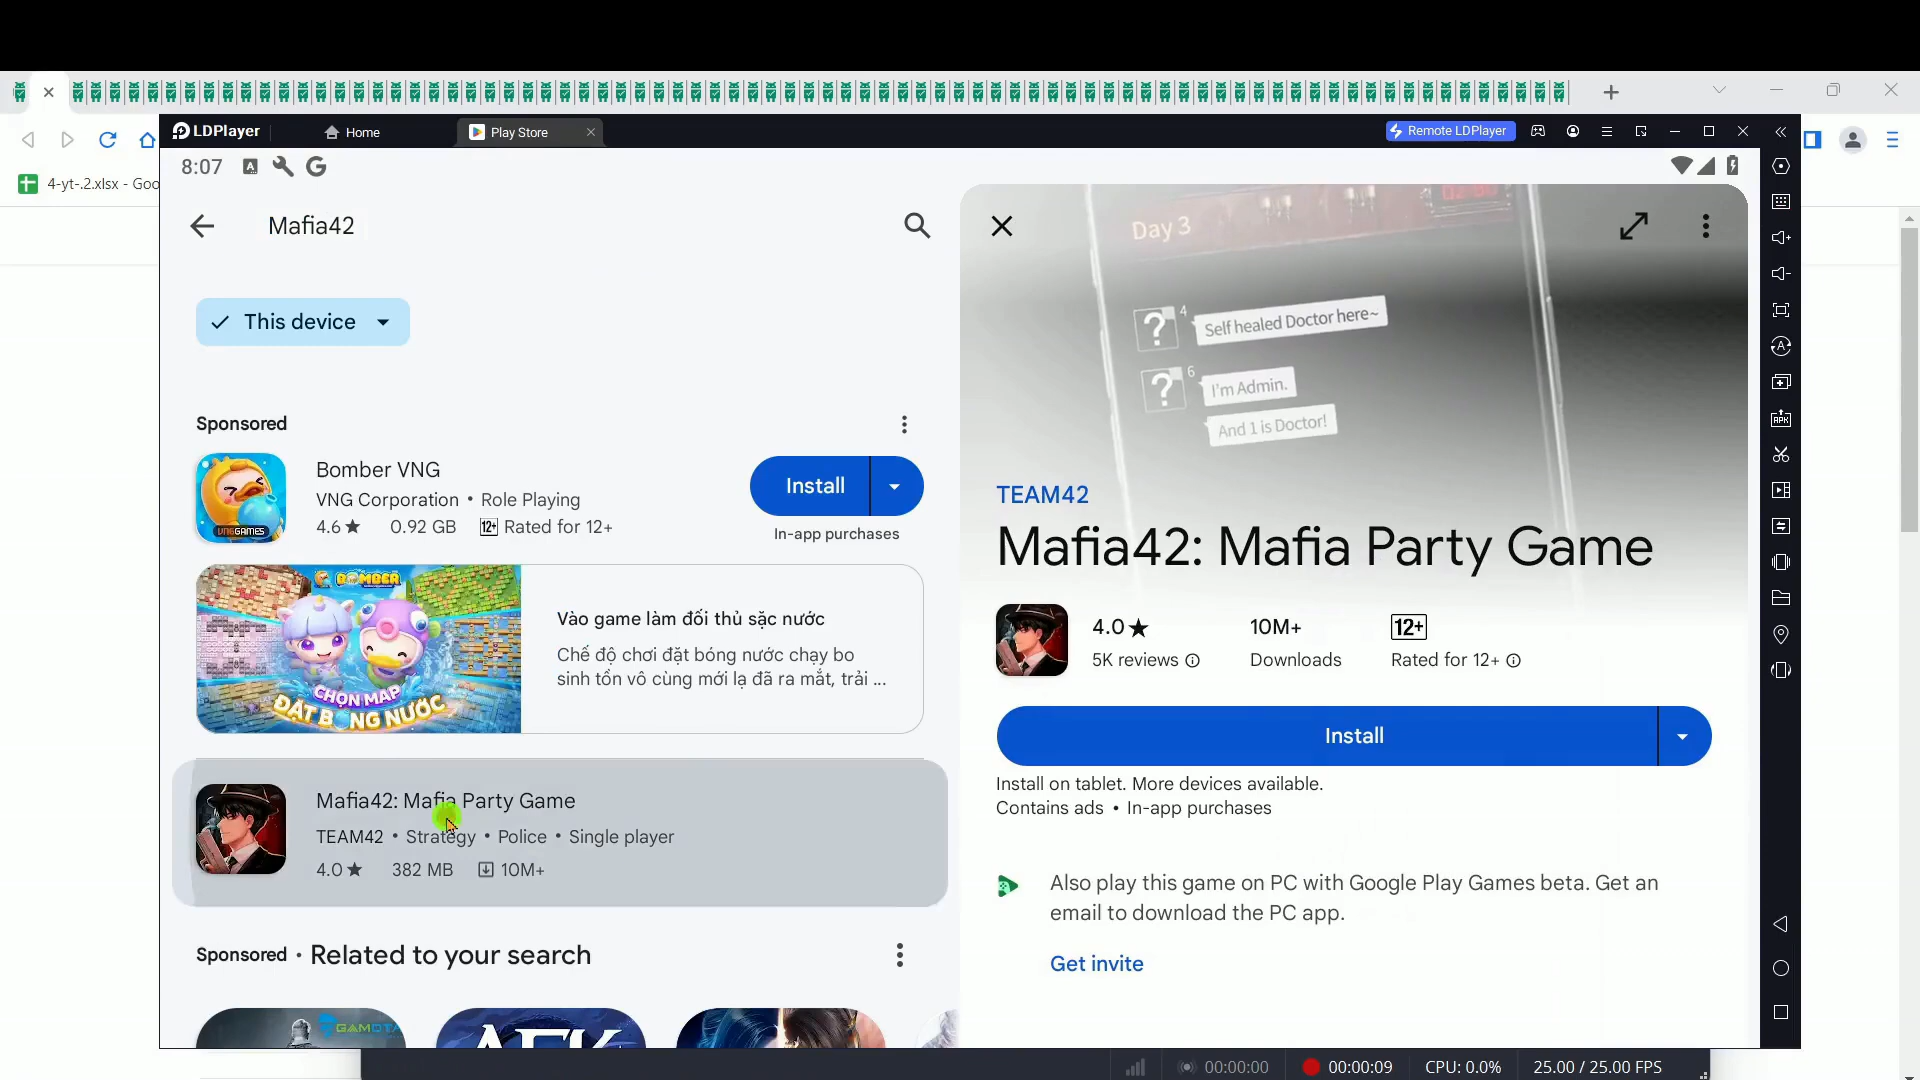 4-yt-.2.xlsx - Goo
LDPlayer
Home
Play Store
Remote LDPlayer
8:07
Mafia42
This device
Sponsored
Bomber VNG
VNG Corporation • Role Playing
4.6★ 0.92 GB 12+ Rated for 12+
Install
In-app purchases
BOMBER
CHỌN MAP
Vào game làm đối thủ sặc nước
Chế độ chơi đặt bóng nước chạy bo
sinh tồn vô cùng mới lạ đã ra mắt, trải ...
Mafia42: Mafia Party Game
TEAM42 • Strategy • Police • Single player
4.0★ 382 MB 10M+
Sponsored • Related to your search
GAMOTA
AFK
Day 3
4 Self healed Doctor here~
6 I'm Admin.
And 1 is Doctor!
TEAM42
Mafia42: Mafia Party Game
4.0★ 10M+ 12+
5K reviews Downloads Rated for 12+
Install
Install on tablet. More devices available.
Contains ads • In-app purchases
Also play this game on PC with Google Play Games beta. Get an
email to download the PC app.
Get invite
APK
00:00:00 00:00:09 CPU: 0.0% 25.00 / 25.00 FPS